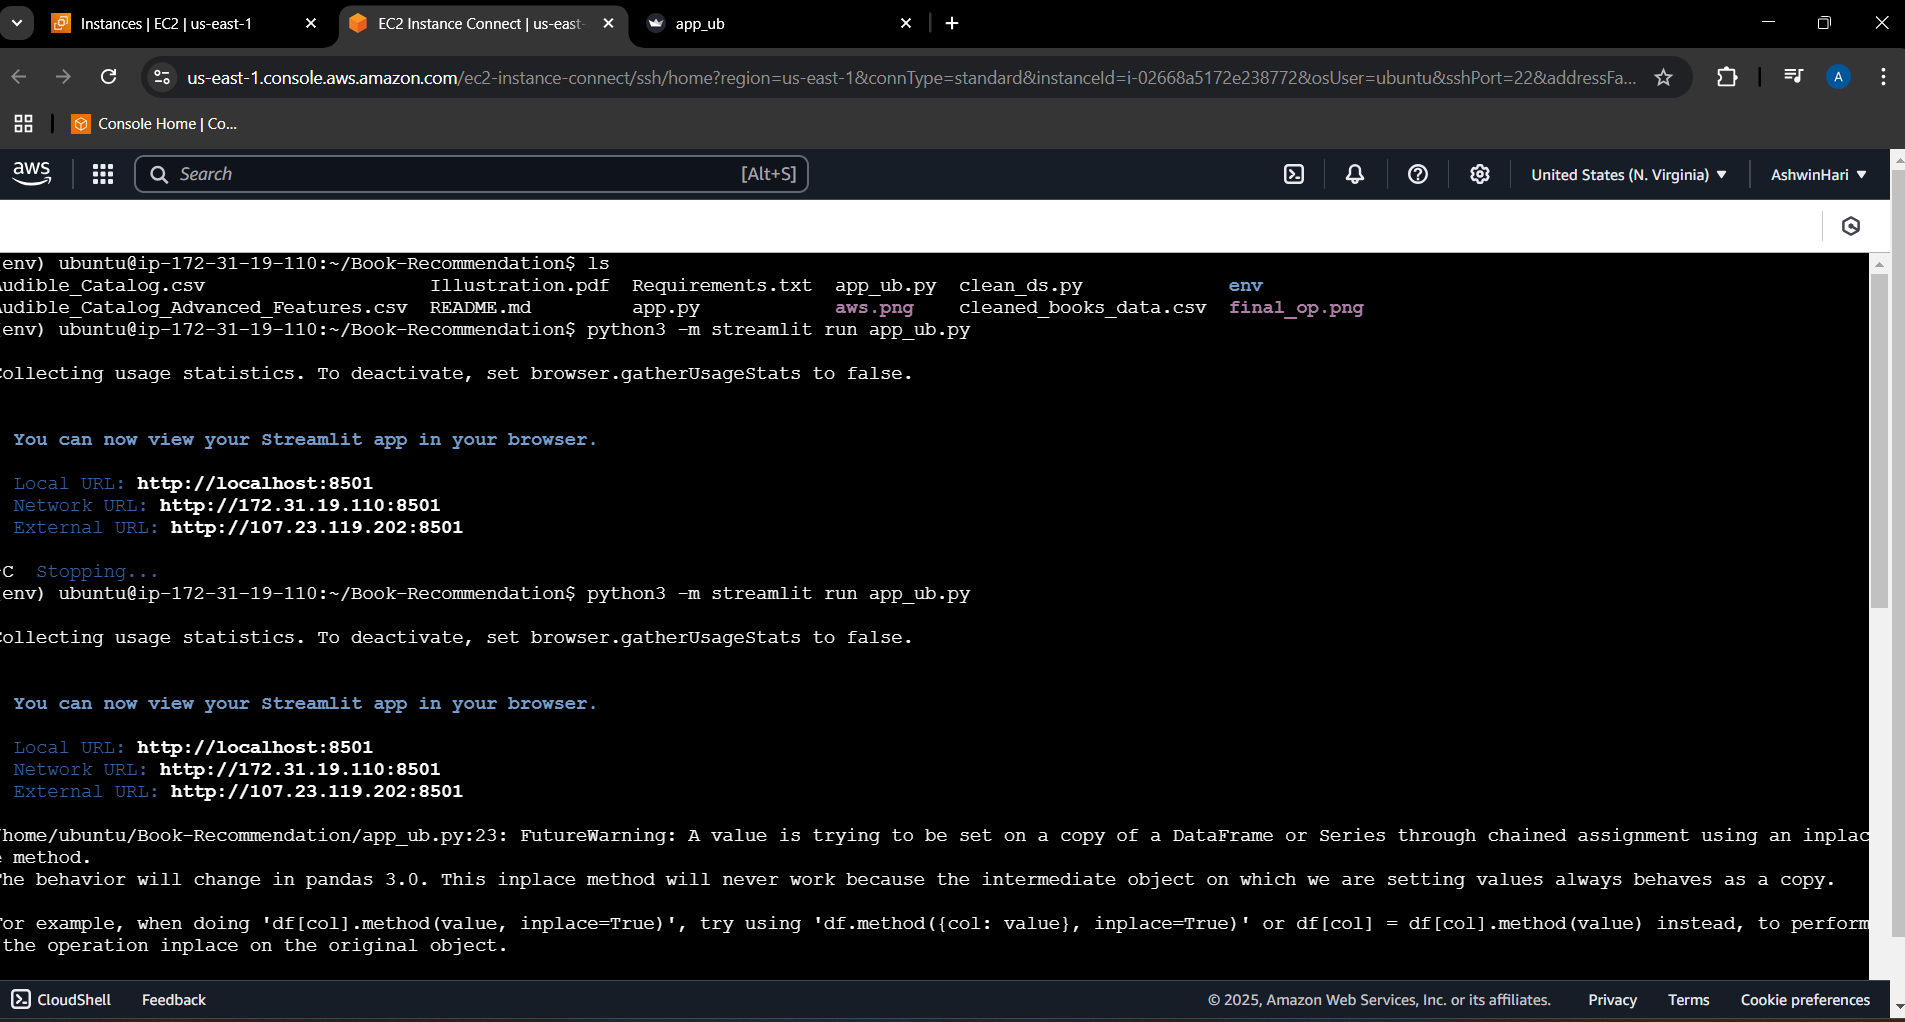 Instances | EC2 | us-east-1
EC2 Instance Connect | us-east-
app_ub
us-east-1.console.aws.amazon.com/ec2-instance-connect/ssh/home?region=us-east-1&connType=standard&instanceId=i-02668a5172e238772&osUser=ubuntu&sshPort=22&addressFa...
A
Console Home | Co...
aws
Search
[Alt+S]
United States (N. Virginia)
AshwinHari
env) ubuntu@ip-172-31-19-110:~/Book-Recommendation$ ls
udible_Catalog.csv Illustration.pdf Requirements.txt app_ub.py clean_ds.py env
udible_Catalog_Advanced_Features.csv README.md app.py aws.png cleaned_books_data.csv final_op.png
env) ubuntu@ip-172-31-19-110:~/Book-Recommendation$ python3 -m streamlit run app_ub.py
ollecting usage statistics. To deactivate, set browser.gatherUsageStats to false.
You can now view your Streamlit app in your browser.
Local URL: http://localhost:8501
Network URL: http://172.31.19.110:8501
External URL: http://107.23.119.202:8501
C Stopping...
env) ubuntu@ip-172-31-19-110:~/Book-Recommendation$ python3 -m streamlit run app_ub.py
ollecting usage statistics. To deactivate, set browser.gatherUsageStats to false.
You can now view your Streamlit app in your browser.
Local URL: http://localhost:8501
Network URL: http://172.31.19.110:8501
External URL: http://107.23.119.202:8501
/home/ubuntu/Book-Recommendation/app_ub.py:23: FutureWarning: A value is trying to be set on a copy of a DataFrame or Series through chained assignment using an inplac
e method.
he behavior will change in pandas 3.0. This inplace method will never work because the intermediate object on which we are setting values always behaves as a copy.
or example, when doing 'df[col].method(value, inplace=True)', try using 'df.method({col: value}, inplace=True)' or df[col] = df[col].method(value) instead, to perform
the operation inplace on the original object.
CloudShell
Feedback
© 2025, Amazon Web Services, Inc. or its affiliates.
Privacy
Terms
Cookie preferences